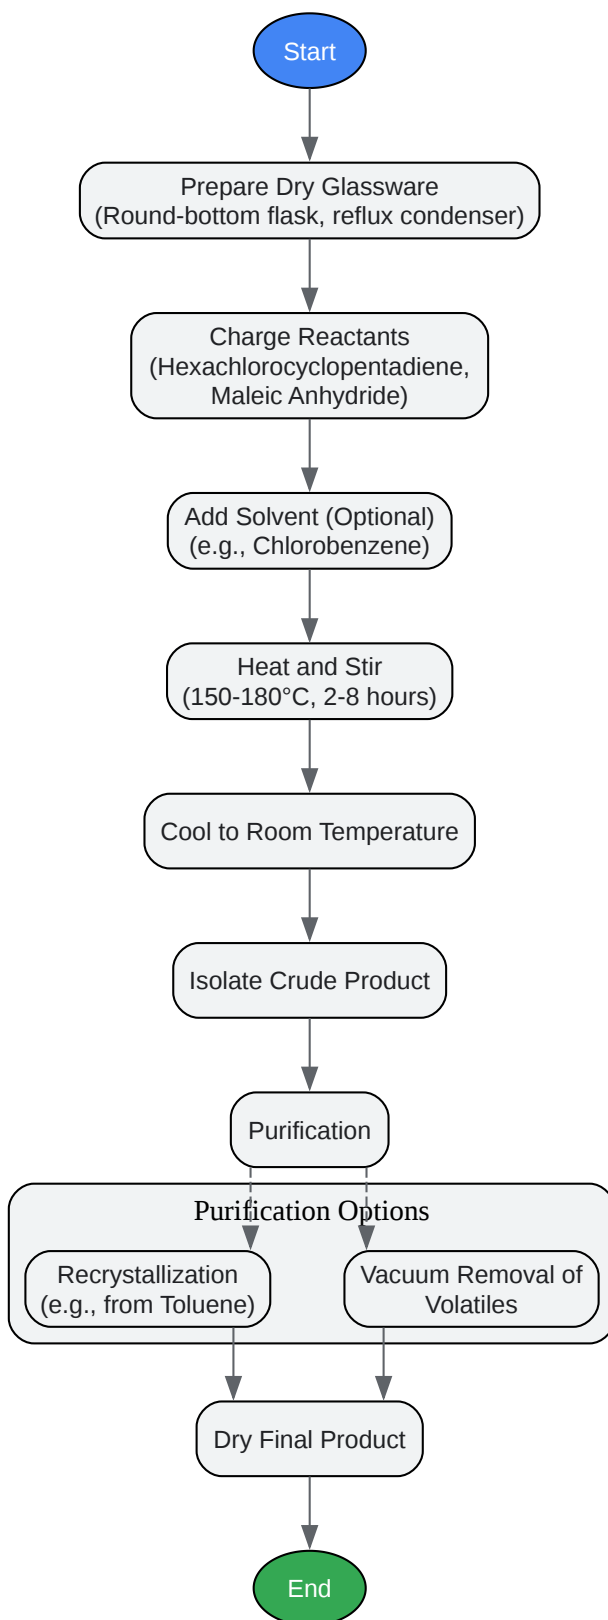 Start
Prepare Dry Glassware
(Round-bottom flask, reflux condenser)
Charge Reactants
(Hexachlorocyclopentadiene,
Maleic Anhydride)
Add Solvent (Optional)
(e.g., Chlorobenzene)
Heat and Stir
(150-180°C, 2-8 hours)
Cool to Room Temperature
Isolate Crude Product
Purification
Purification Options
Recrystallization
(e.g., from Toluene)
Vacuum Removal of
Volatiles
Dry Final Product
End